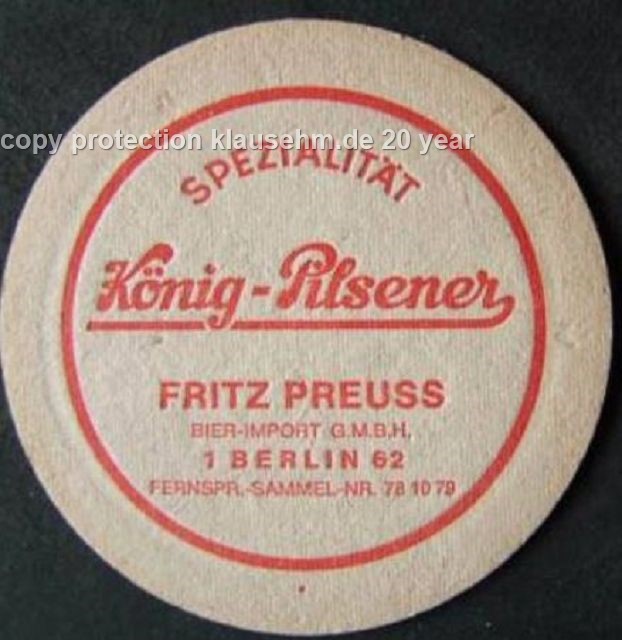 copy protection klausehm.de 20 year
SPEZIALITÄT
König-Pilsener
FRITZ PREUSS
BIER-IMPORT G.M.B.H.
1 BERLIN 62
FERNSPR.-SAMMEL-NR. 78 10 79